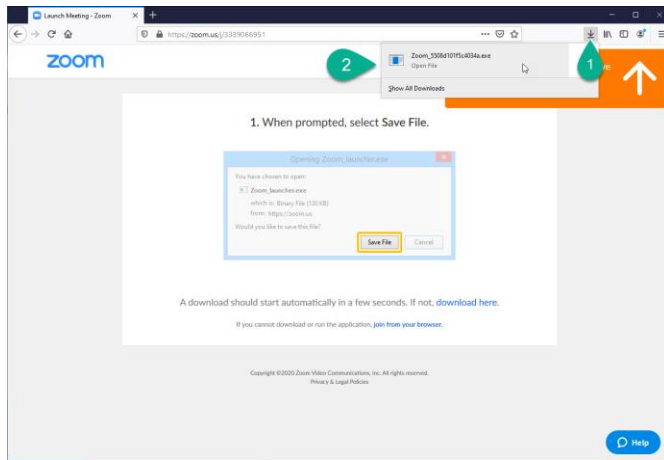 Launch Meeting - Zoom
https://zoom.us/j/3339066951
zoom
2
Zoom_5508d101f5c4034a.exe
Open File
1
Show All Downloads
1. When prompted, select Save File.
Opening Zoom_launcher.exe
You have chosen to open:
Zoom_launcher.exe
which is: Binary File (130 KB)
from: https://zoom.us
Would you like to save this file?
Save File
Cancel
A download should start automatically in a few seconds. If not, download here.
If you cannot download or run the application, join from your browser.
Copyright ©2020 Zoom Video Communications, Inc. All rights reserved.
Privacy & Legal Policies
Help